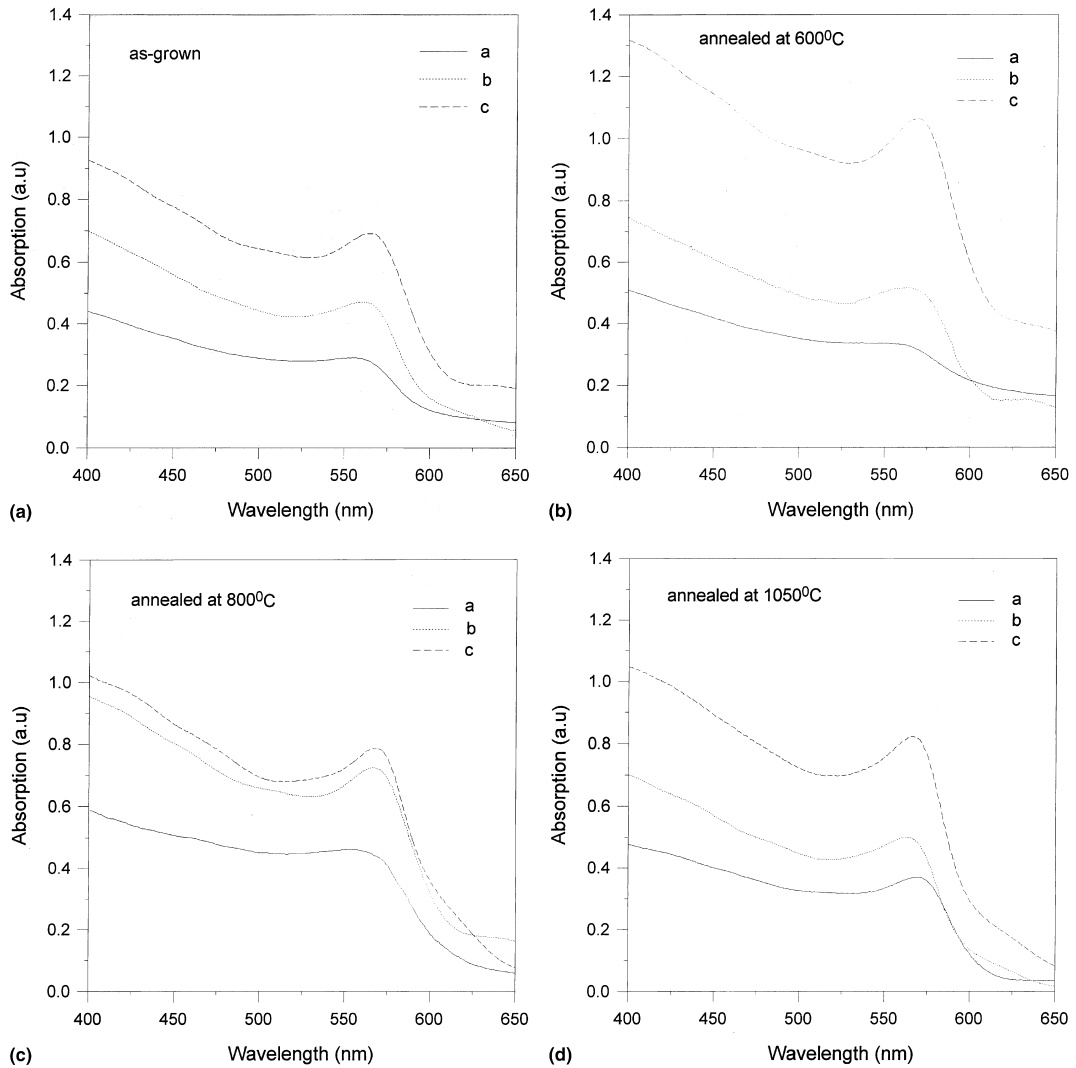 as-grown
a
b
c
1.4
1.2
1.0
0.8
0.6
0.4
0.2
0.0
Absorption (a.u)
400 450 500 550 600 650
Wavelength (nm)
(a)
annealed at 600⁰C
a
b
c
1.4
1.2
1.0
0.8
0.6
0.4
0.2
0.0
Absorption (a.u)
400 450 500 550 600 650
Wavelength (nm)
(b)
annealed at 800⁰C
a
b
c
1.4
1.2
1.0
0.8
0.6
0.4
0.2
0.0
Absorption (a.u)
400 450 500 550 600 650
Wavelength (nm)
(c)
annealed at 1050⁰C
a
b
c
1.4
1.2
1.0
0.8
0.6
0.4
0.2
0.0
Absorption (a.u)
400 450 500 550 600 650
Wavelength (nm)
(d)